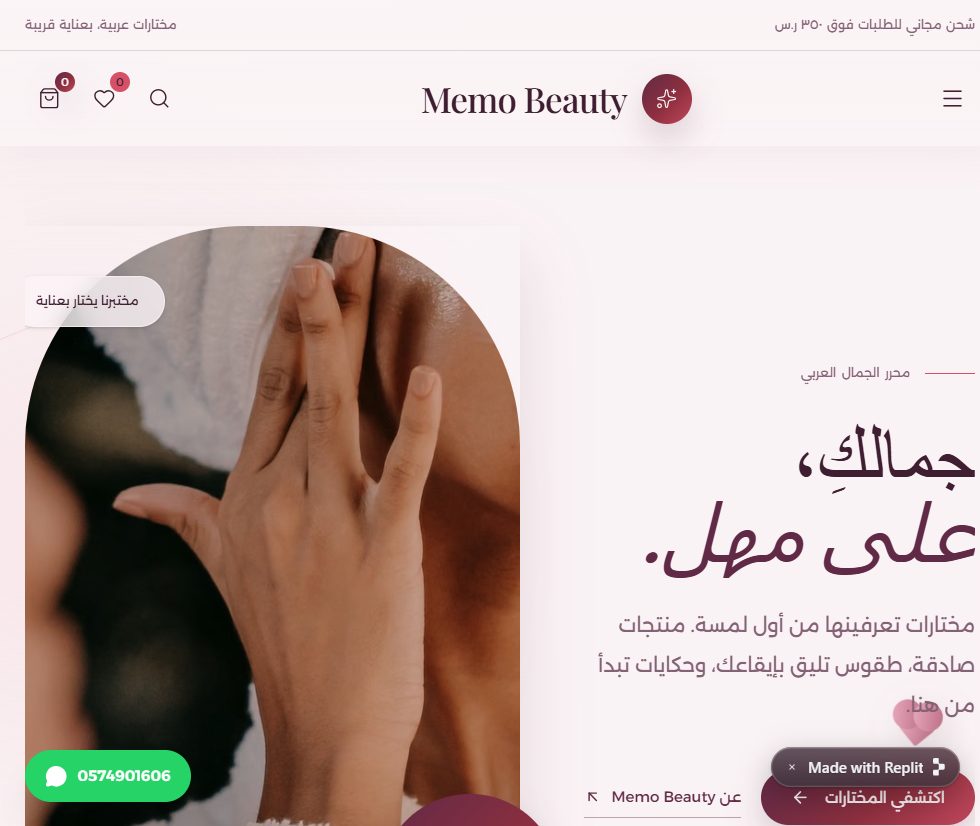 شحن مجاني للطلبات فوق ٣٥٠ ر.س
مختارات عربية، بعناية قريبة
Memo Beauty
0
0
مختبرنا يختار بعناية
محرر الجمال العربي
جمالكِ،
على مهل.
مختارات تعرفينها من أول لمسة. منتجات
صادقة، طقوس تليق بإيقاعك، وحكايات تبدأ
من هنا.
Made with Replit
اكتشفي المختارات
عن Memo Beauty
0574901606